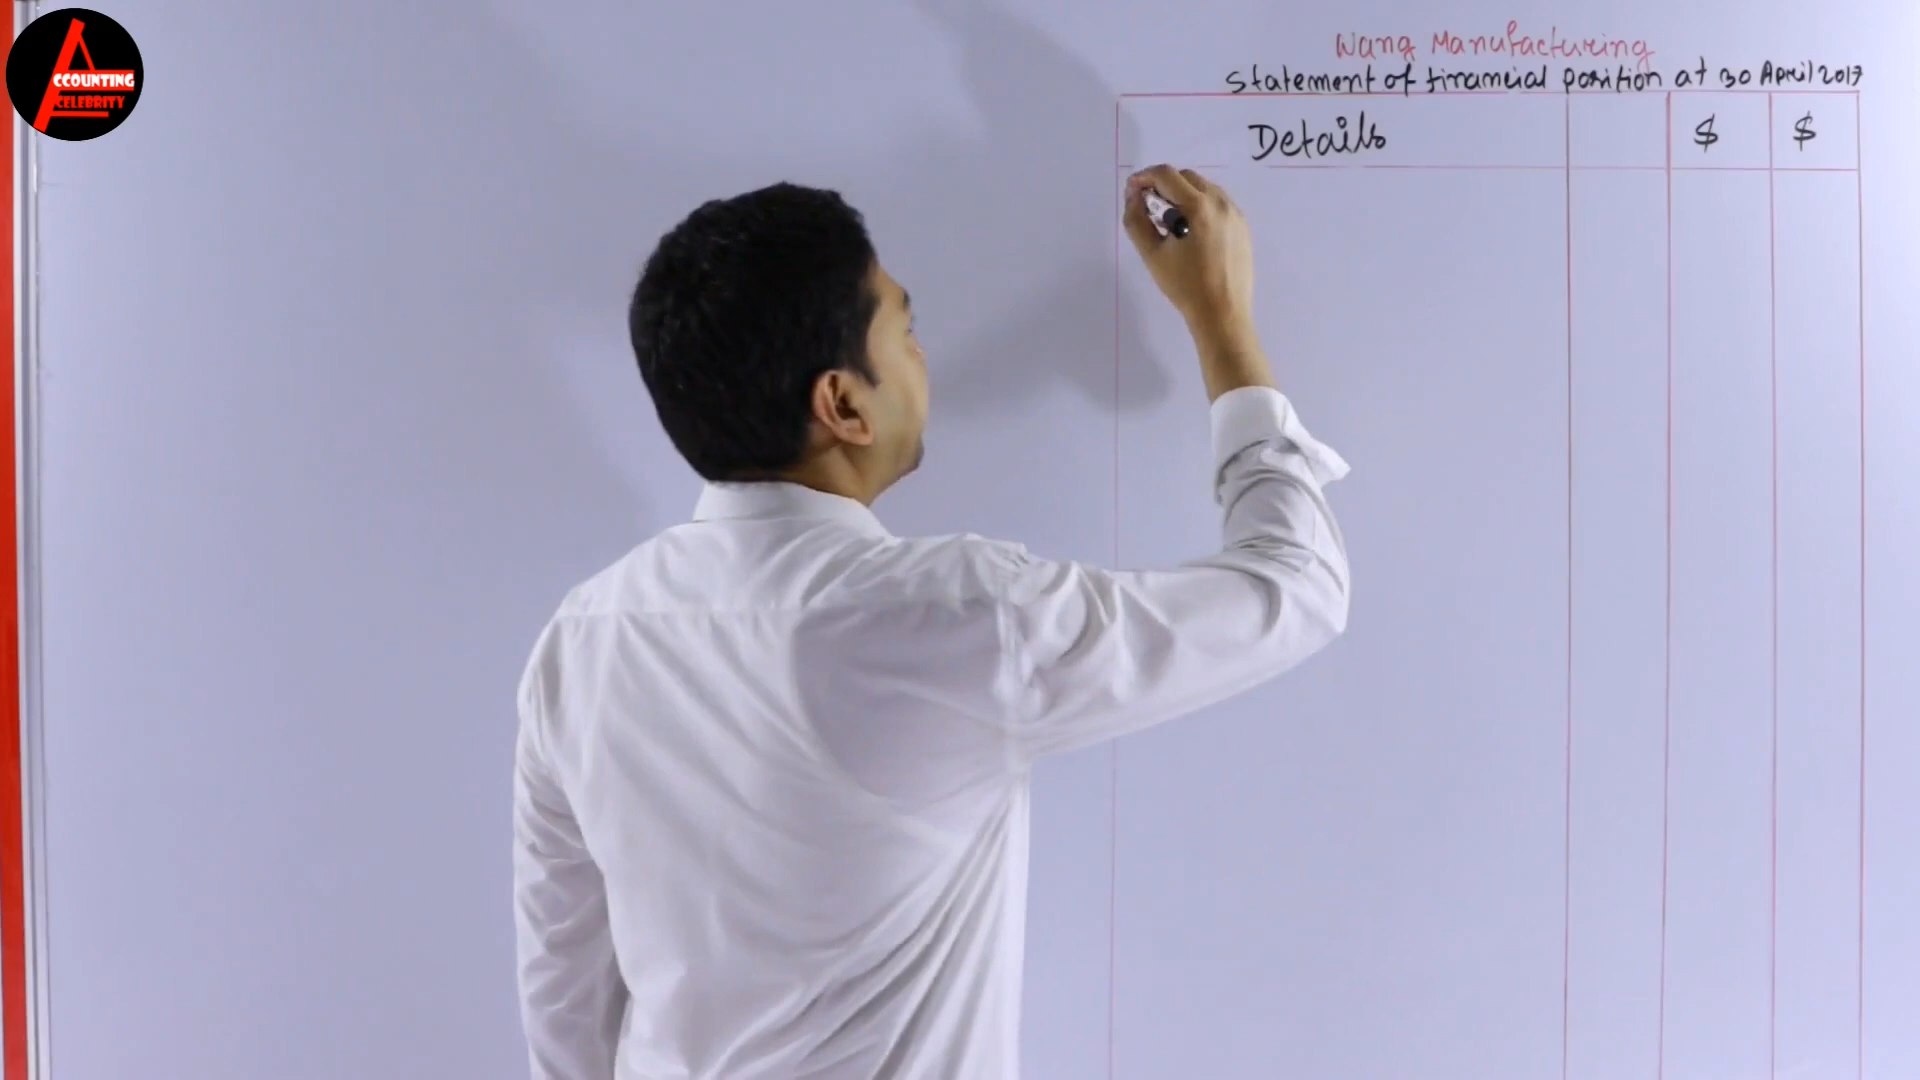 ACCOUNTING
CELEBRITY
Wang Manufacturing
Statement of financial position at 30 April 2017
Details $ $